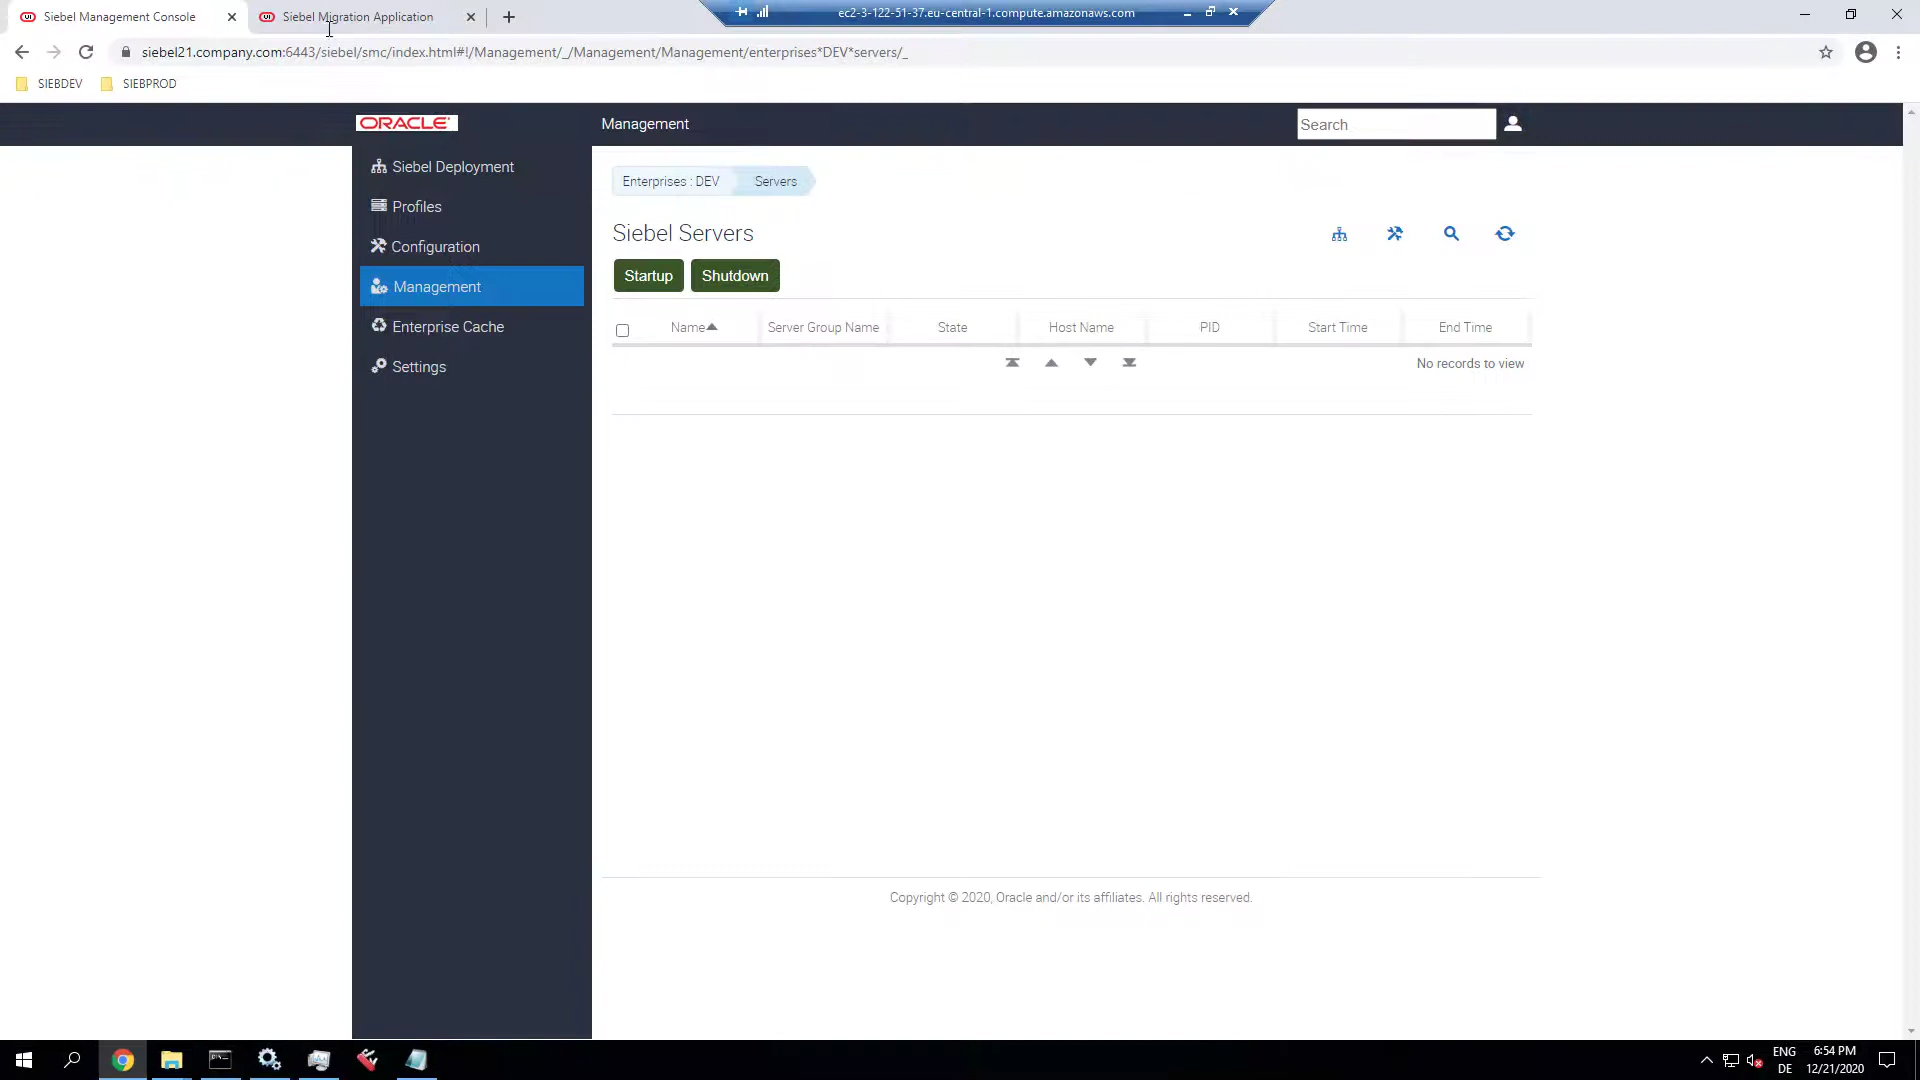 Siebel Management Console
Siebel Migration Application
ec2-3-122-51-37.eu-central-1.compute.amazonaws.com
siebel21.company.com:6443/siebel/smc/index.html#!/Management/_/Management/Management/enterprises*DEV*servers/_
SIEBDEV
SIEBPROD
ORACLE
Management
Search
Siebel Deployment
Profiles
Configuration
Management
Enterprise Cache
Settings
Enterprises : DEV
Servers
Siebel Servers
Startup
Shutdown
Name
Server Group Name
State
Host Name
PID
Start Time
End Time
No records to view
Copyright © 2020, Oracle and/or its affiliates. All rights reserved.
ENG
DE
6:54 PM
12/21/2020